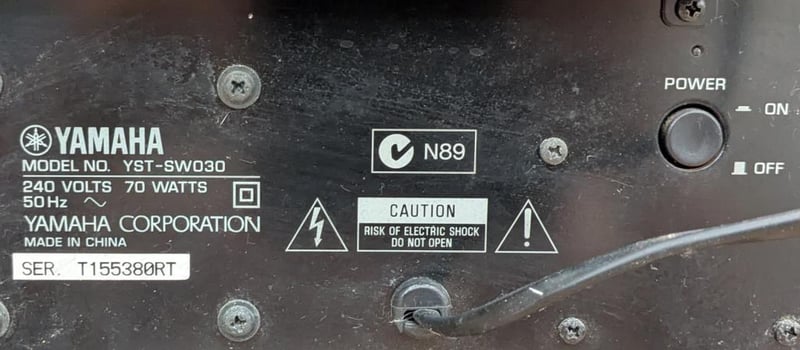 YAMAHA
MODEL NO. YST-SW030
240 VOLTS 70 WATTS
50Hz ~
YAMAHA CORPORATION
MADE IN CHINA
SER. T155380RT
N89
CAUTION
RISK OF ELECTRIC SHOCK
DO NOT OPEN
POWER
ON
OFF